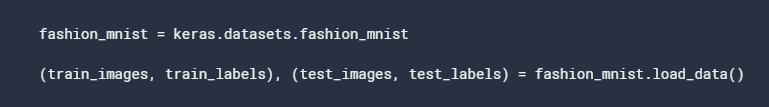 fashion_mnist = keras.datasets.fashion_mnist
(train_images, train_labels), (test_images, test_labels) = fashion_mnist.load_data()